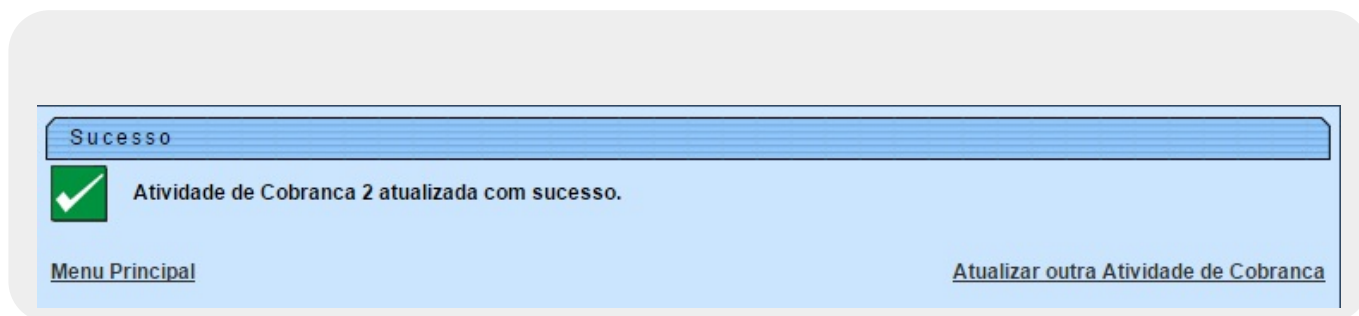 Sucesso
Atividade de Cobranca 2 atualizada com sucesso.
Menu Principal
Atualizar outra Atividade de Cobranca